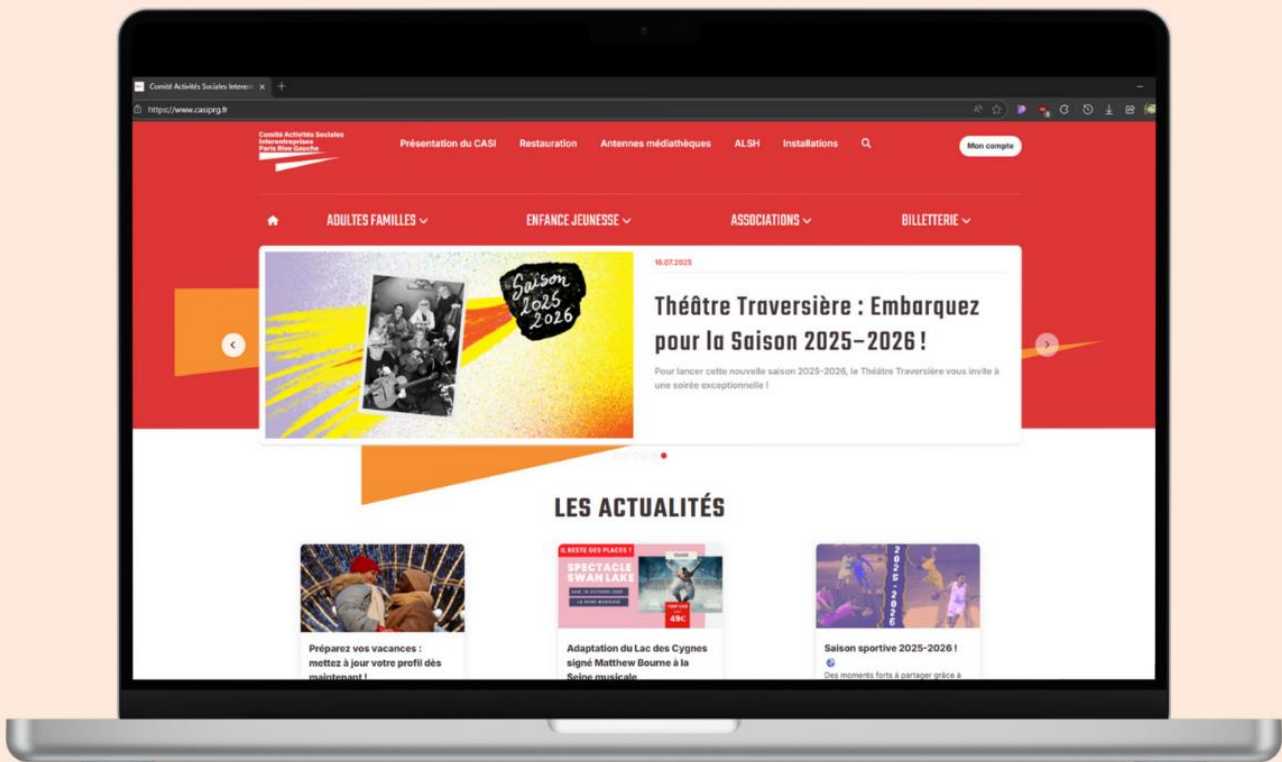 Comité Activités Sociales Interent
https://www.casiprg.fr
Comité Activités Sociales
Interentreprises
Paris Rive Gauche
Présentation du CASI
Restauration
Antennes médiathèques
ALSH
Installations
Mon compte
ADULTES FAMILLES
ENFANCE JEUNESSE
ASSOCIATIONS
BILLETTERIE
Saison
2025
2026
Théâtre Traversière : Embarquez
pour la Saison 2025-2026 !
Pour lancer cette nouvelle saison 2025-2026, le Théâtre Traversière vous invite à
une soirée exceptionnelle !
LES ACTUALITÉS
Préparez vos vacances :
mettez à jour votre profil dès
maintenant !
IL RESTE DES PLACES !
SPECTACLE
SWAN LAKE
LA SEINE MUSICALE
49€
Adaptation du Lac des Cygnes
signé Matthew Bourne à la
Seine musicale
2025-2026
Saison sportive 2025-2026 !
Des moments forts à partager grâce à